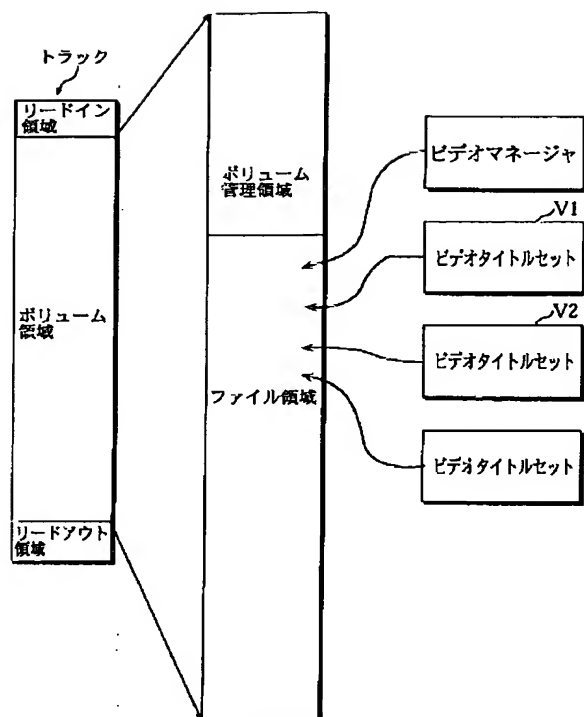 トラック
リードイン
領域
ボリューム
領域
リードアウト
領域
ボリューム
管理領域
ファイル領域
ビデオマネージャ
V1
ビデオタイトルセット
V2
ビデオタイトルセット
ビデオタイトルセット